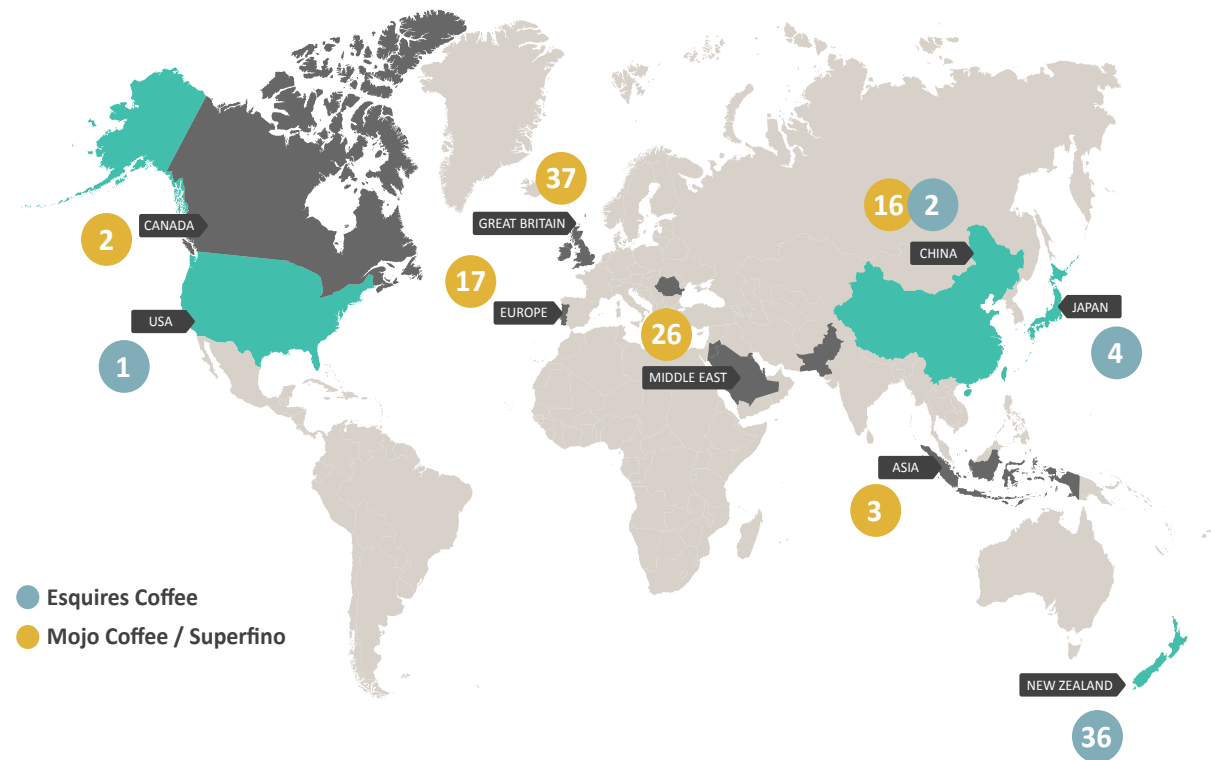 37
16
2
GREAT BRITAIN
CANADA
2
CHINA
17
EUROPE
JAPAN
USA
26
4
1
MIDDLE EAST
ASIA
3
Esquires Coffee
Mojo Coffee / Superfino
NEW ZEALAND
36